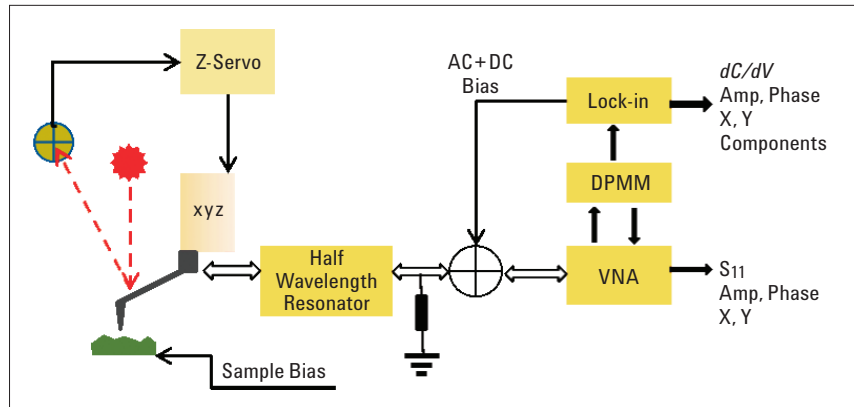 Z-Servo
AC+DC
Bias
Lock-in
dC/dV
Amp, Phase
X, Y
Components
DPMM
xyz
Half
Wavelength
Resonator
VNA
S₁₁
Amp, Phase
X, Y
Sample Bias